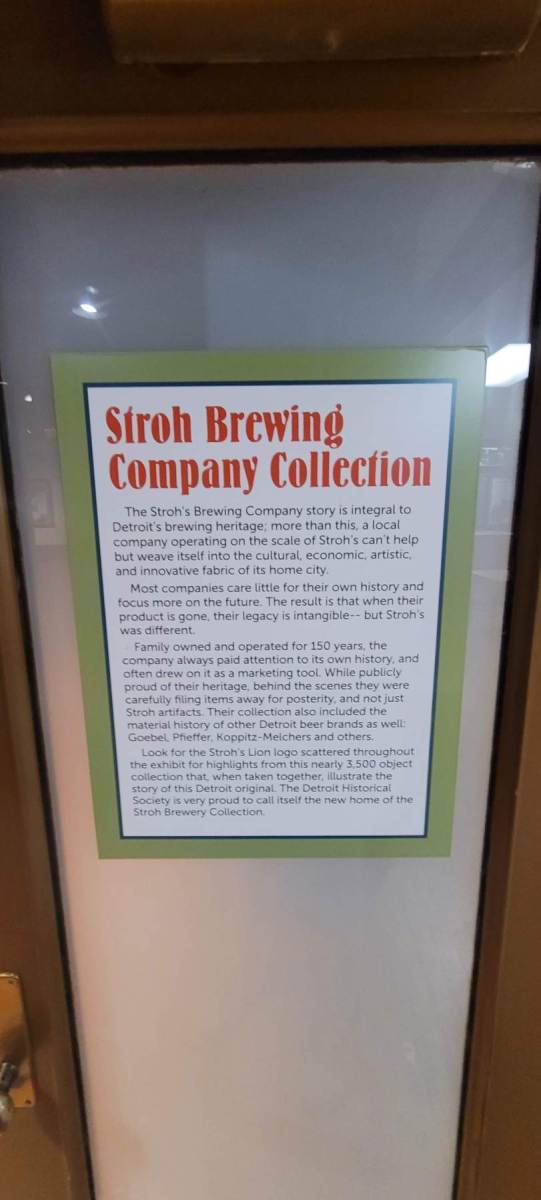 Stroh Brewing
Company Collection
The Stroh's Brewing Company story is integral to
Detroit's brewing heritage; more than this, a local
company operating on the scale of Stroh's can't help
but weave itself into the cultural, economic, artistic,
and innovative fabric of its home city.
Most companies care little for their own history and
focus more on the future. The result is that when their
product is gone, their legacy is intangible-- but Stroh's
was different.
Family owned and operated for 150 years, the
company always paid attention to its own history, and
often drew on it as a marketing tool. While publicly
proud of their heritage, behind the scenes they were
carefully filing items away for posterity, and not just
Stroh artifacts. Their collection also included the
material history of other Detroit beer brands as well:
Goebel, Pfieffer, Koppitz-Melchers and others.
Look for the Stroh's Lion logo scattered throughout
the exhibit for highlights from this nearly 3,500 object
collection that, when taken together, illustrate the
story of this Detroit original. The Detroit Historical
Society is very proud to call itself the new home of the
Stroh Brewery Collection.